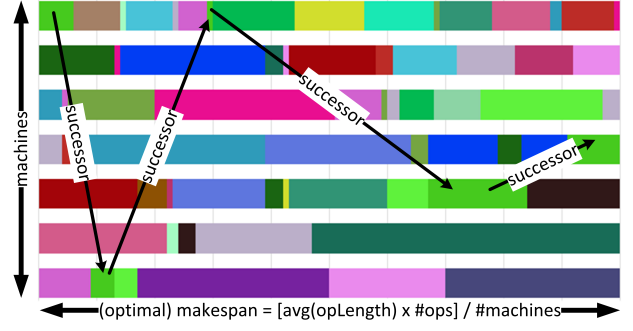 machines
successor
successor
successor
successor
(optimal) makespan = [avg(opLength) x #ops] / #machines